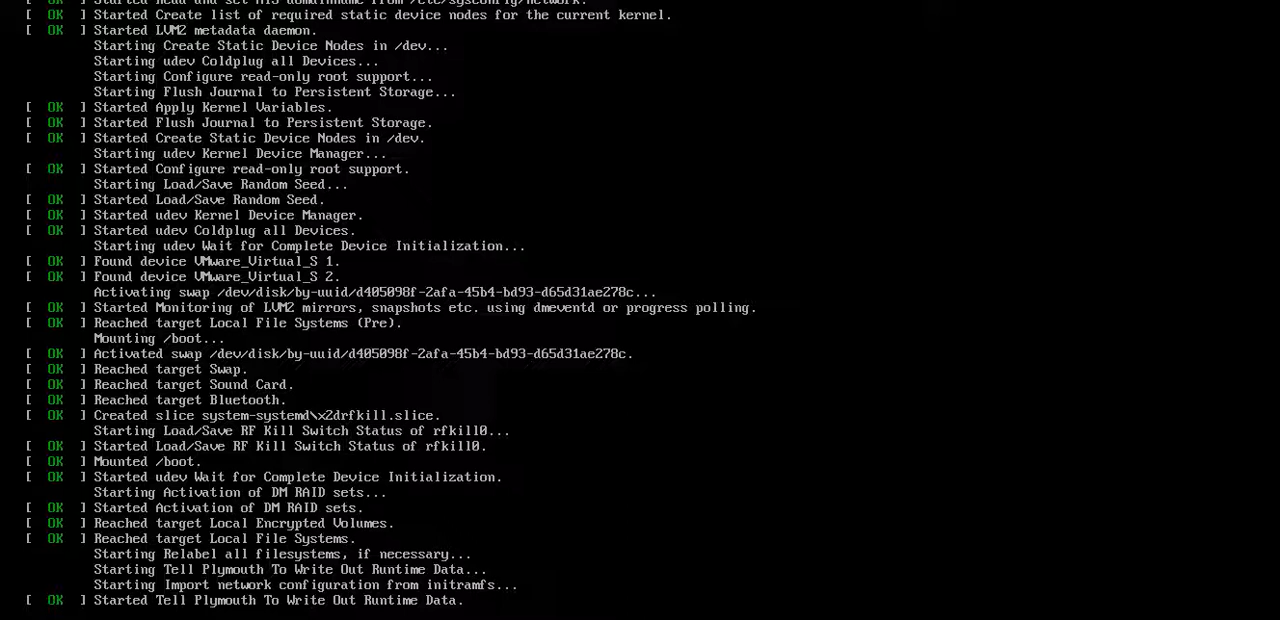 [  OK  ] Started Read and set NIS domainname from /etc/sysconfig/network.
[  OK  ] Started Create list of required static device nodes for the current kernel.
[  OK  ] Started LVM2 metadata daemon.
Starting Create Static Device Nodes in /dev...
Starting udev Coldplug all Devices...
Starting Configure read-only root support...
Starting Flush Journal to Persistent Storage...
[  OK  ] Started Apply Kernel Variables.
[  OK  ] Started Flush Journal to Persistent Storage.
[  OK  ] Started Create Static Device Nodes in /dev.
Starting udev Kernel Device Manager...
[  OK  ] Started Configure read-only root support.
Starting Load/Save Random Seed...
[  OK  ] Started Load/Save Random Seed.
[  OK  ] Started udev Kernel Device Manager.
[  OK  ] Started udev Coldplug all Devices.
Starting udev Wait for Complete Device Initialization...
[  OK  ] Found device VMware_Virtual_S 1.
[  OK  ] Found device VMware_Virtual_S 2.
Activating swap /dev/disk/by-uuid/d405098f-2afa-45b4-bd93-d65d31ae278c...
[  OK  ] Started Monitoring of LVM2 mirrors, snapshots etc. using dmeventd or progress polling.
[  OK  ] Reached target Local File Systems (Pre).
Mounting /boot...
[  OK  ] Activated swap /dev/disk/by-uuid/d405098f-2afa-45b4-bd93-d65d31ae278c.
[  OK  ] Reached target Swap.
[  OK  ] Reached target Sound Card.
[  OK  ] Reached target Bluetooth.
[  OK  ] Created slice system-systemd\x2drfkill.slice.
Starting Load/Save RF Kill Switch Status of rfkill0...
[  OK  ] Started Load/Save RF Kill Switch Status of rfkill0.
[  OK  ] Mounted /boot.
[  OK  ] Started udev Wait for Complete Device Initialization.
Starting Activation of DM RAID sets...
[  OK  ] Started Activation of DM RAID sets.
[  OK  ] Reached target Local Encrypted Volumes.
[  OK  ] Reached target Local File Systems.
Starting Relabel all filesystems, if necessary...
Starting Tell Plymouth To Write Out Runtime Data...
Starting Import network configuration from initramfs...
[  OK  ] Started Tell Plymouth To Write Out Runtime Data.